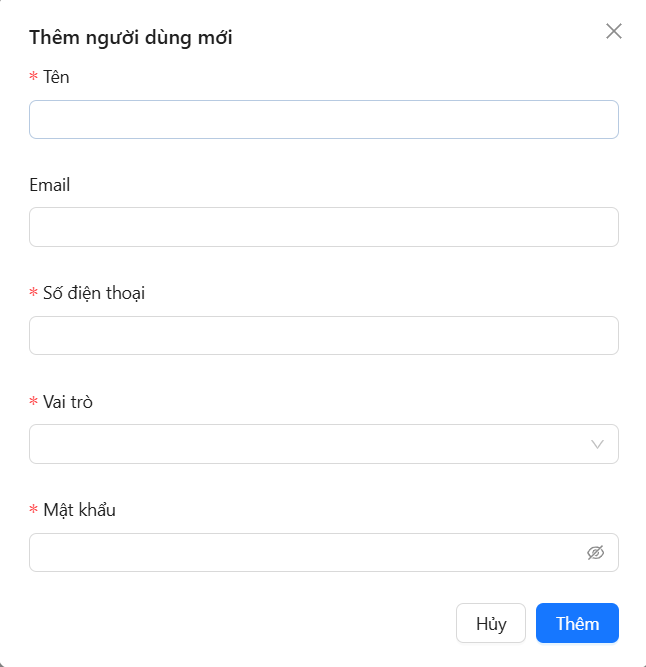 Thêm người dùng mới
* Tên
Email
* Số điện thoại
* Vai trò
* Mật khẩu
Hủy
Thêm